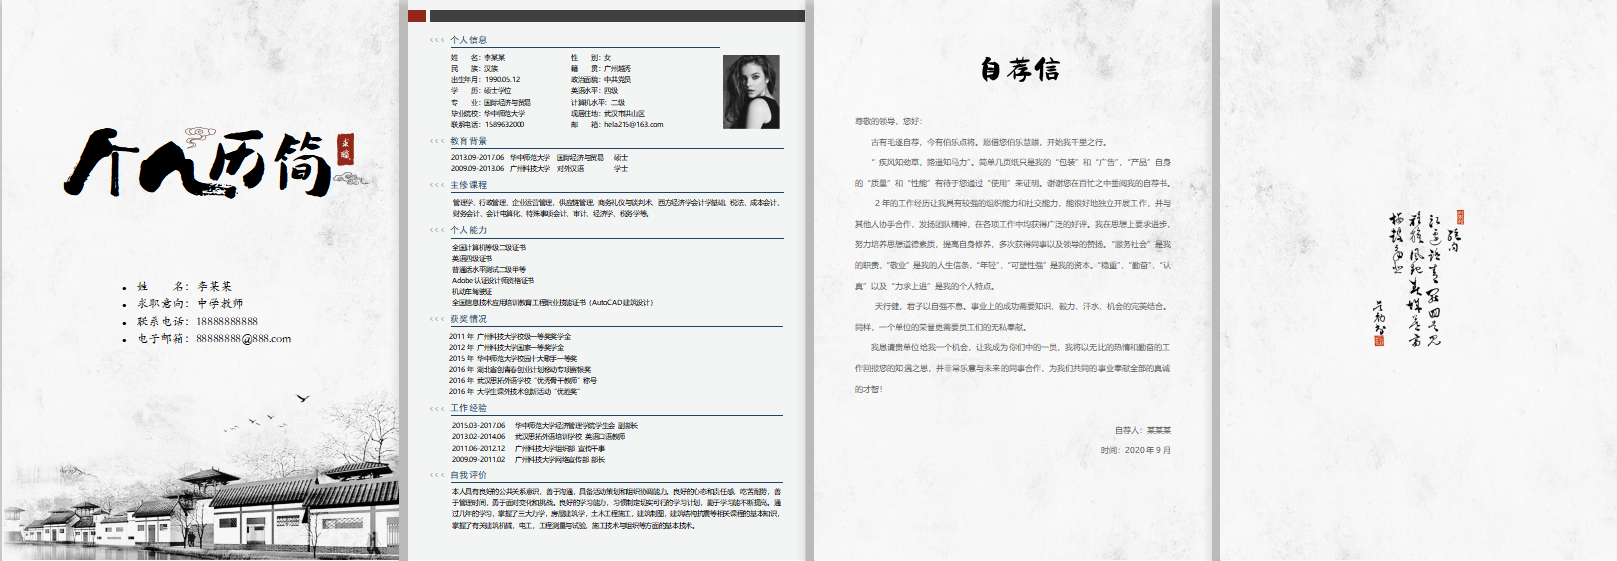 个人历简
求职
姓　　名：李某某
求职意向：中学教师
联系电话：18888888888
电子邮箱：88888888@888.com
<<< 个人信息
姓　　名：李某某　性　　别：女
民　　族：汉族　籍　　贯：广州越秀
出生年月：1990.05.12　政治面貌：中共党员
学　　历：硕士学位　英语水平：四级
专　　业：国际经济与贸易　计算机水平：二级
毕业院校：华中师范大学　现居住地：武汉市洪山区
联系电话：1589632000　邮　　箱：hela215@163.com
<<< 教育背景
2013.09-2017.06 华中师范大学 国际经济与贸易 硕士
2009.09-2013.06 广州科技大学 对外汉语 学士
<<< 主修课程
管理学、行政管理、企业运营管理、供应链管理、商务礼仪与谈判术、西方经济学会计学基础、税法、成本会计、
财务会计、会计电算化、特殊事项会计、审计、经济学、税务学等。
<<< 个人能力
全国计算机等级二级证书
英语四级证书
普通话水平测试二级甲等
Adobe认证设计师资格证书
机动车驾驶证
全国信息技术应用培训教育工程职业技能证书（AutoCAD建筑设计）
<<< 获奖情况
2011 年 广州科技大学校级一等奖奖学金
2012 年 广州科技大学国家一等奖学金
2015 年 华中师范大学校园十大歌手一等奖
2016 年 湖北省创青春创业计划移动专项赛银奖
2016 年 武汉思拓外语学校“优秀骨干教师”称号
2016 年 大学生课外技术创新活动“优胜奖”
<<< 工作经验
2015.03-2017.06 华中师范大学经济管理学院学生会 副部长
2013.02-2014.06 武汉思拓外语培训学校 英语口语教师
2011.06-2012.12 广州科技大学组织部 宣传干事
2009.09-2011.02 广州科技大学网络宣传部 部长
<<< 自我评价
本人具有良好的公共关系意识，善于沟通，具备活动策划和组织协调能力。良好的心态和责任感，吃苦耐劳，善
于管理时间，勇于面对变化和挑战。良好的学习能力，习惯制定切实可行的学习计划，勤于学习能不断提高。通
过几年的学习，掌握了三大力学，房屋建筑学，土木工程施工，建筑制图，建筑结构抗震等相关课程的基本知识，
掌握了有关建筑机械，电工，工程测量与试验，施工技术与组织等方面的基本技术。
自荐信
尊敬的领导，您好：
古有毛遂自荐，今有伯乐点将。愿借您伯乐慧眼，开始我千里之行。
“ 疾风知劲草，路遥知马力”。简单几页纸只是我的“包装”和“广告”，“产品”自身
的“质量”和“性能”有待于您通过“使用”来证明。谢谢您在百忙之中垂阅我的自荐书。
2 年的工作经历让我具有较强的组织能力和社交能力，能很好地独立开展工作，并与
其他人协手合作，发扬团队精神，在各项工作中均获得广泛的好评。我在思想上要求进步，
努力培养思想道德素质，提高自身修养，多次获得同事以及领导的赞扬。“服务社会”是我
的职责，“敬业”是我的人生信条，“年轻”、“可塑性强”是我的资本。“稳重”、“勤奋”、“认
真”以及“力求上进”是我的个人特点。
天行健，君子以自强不息。事业上的成功需要知识、毅力、汗水、机会的完美结合。
同样，一个单位的荣誉更需要员工们的无私奉献。
我恳请贵单位给我一个机会，让我成为你们中的一员，我将以无比的热情和勤奋的工
作回报您的知遇之恩，并非常乐意与未来的同事合作，为我们共同的事业奉献全部的真诚
的才智！
自荐人：某某某
时间：2020 年 9 月